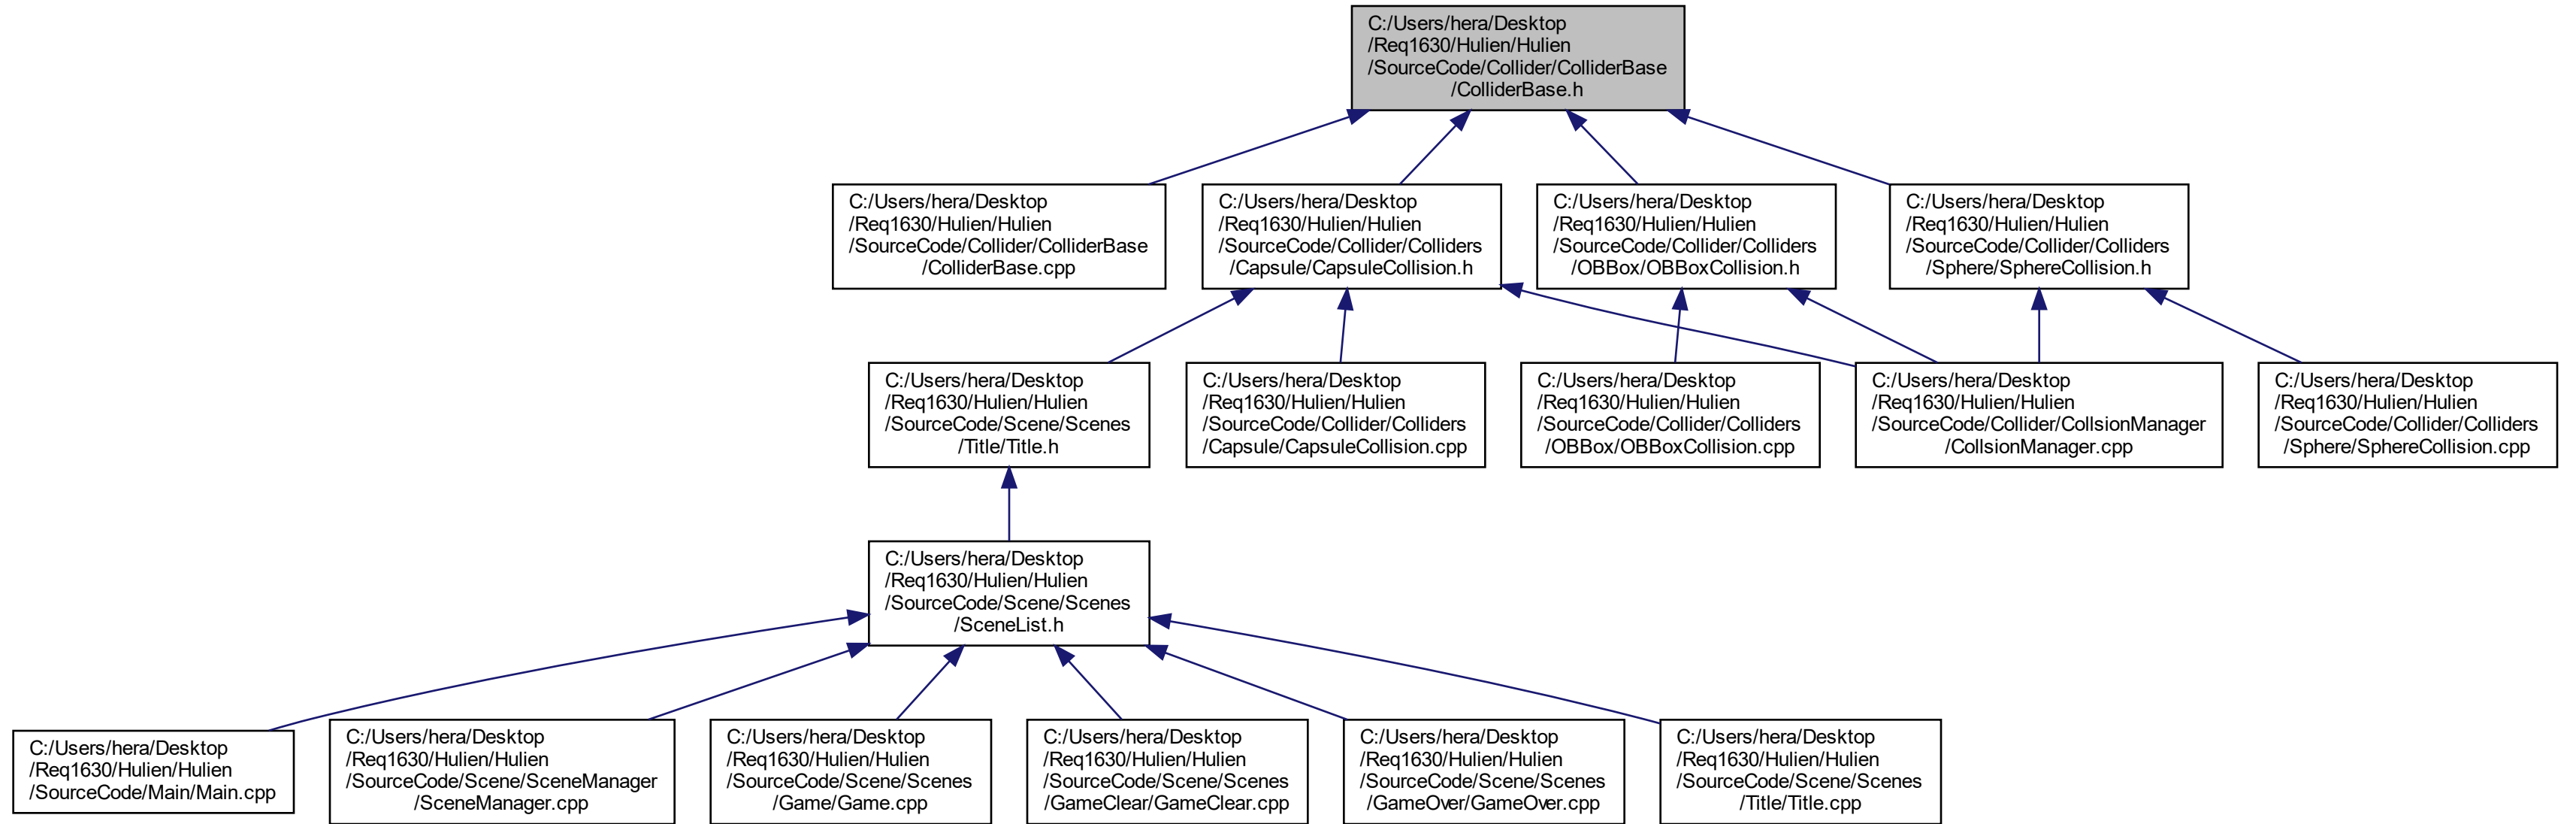 C:/Users/hera/Desktop
/Req1630/Hulien/Hulien
/SourceCode/Collider/ColliderBase
/ColliderBase.h
C:/Users/hera/Desktop
/Req1630/Hulien/Hulien
/SourceCode/Collider/ColliderBase
/ColliderBase.cpp
C:/Users/hera/Desktop
/Req1630/Hulien/Hulien
/SourceCode/Collider/Colliders
/Capsule/CapsuleCollision.h
C:/Users/hera/Desktop
/Req1630/Hulien/Hulien
/SourceCode/Collider/Colliders
/OBBox/OBBoxCollision.h
C:/Users/hera/Desktop
/Req1630/Hulien/Hulien
/SourceCode/Collider/Colliders
/Sphere/SphereCollision.h
C:/Users/hera/Desktop
/Req1630/Hulien/Hulien
/SourceCode/Scene/Scenes
/Title/Title.h
C:/Users/hera/Desktop
/Req1630/Hulien/Hulien
/SourceCode/Collider/Colliders
/Capsule/CapsuleCollision.cpp
C:/Users/hera/Desktop
/Req1630/Hulien/Hulien
/SourceCode/Collider/Colliders
/OBBox/OBBoxCollision.cpp
C:/Users/hera/Desktop
/Req1630/Hulien/Hulien
/SourceCode/Collider/CollsionManager
/CollsionManager.cpp
C:/Users/hera/Desktop
/Req1630/Hulien/Hulien
/SourceCode/Collider/Colliders
/Sphere/SphereCollision.cpp
C:/Users/hera/Desktop
/Req1630/Hulien/Hulien
/SourceCode/Scene/Scenes
/SceneList.h
C:/Users/hera/Desktop
/Req1630/Hulien/Hulien
/SourceCode/Main/Main.cpp
C:/Users/hera/Desktop
/Req1630/Hulien/Hulien
/SourceCode/Scene/SceneManager
/SceneManager.cpp
C:/Users/hera/Desktop
/Req1630/Hulien/Hulien
/SourceCode/Scene/Scenes
/Game/Game.cpp
C:/Users/hera/Desktop
/Req1630/Hulien/Hulien
/SourceCode/Scene/Scenes
/GameClear/GameClear.cpp
C:/Users/hera/Desktop
/Req1630/Hulien/Hulien
/SourceCode/Scene/Scenes
/GameOver/GameOver.cpp
C:/Users/hera/Desktop
/Req1630/Hulien/Hulien
/SourceCode/Scene/Scenes
/Title/Title.cpp